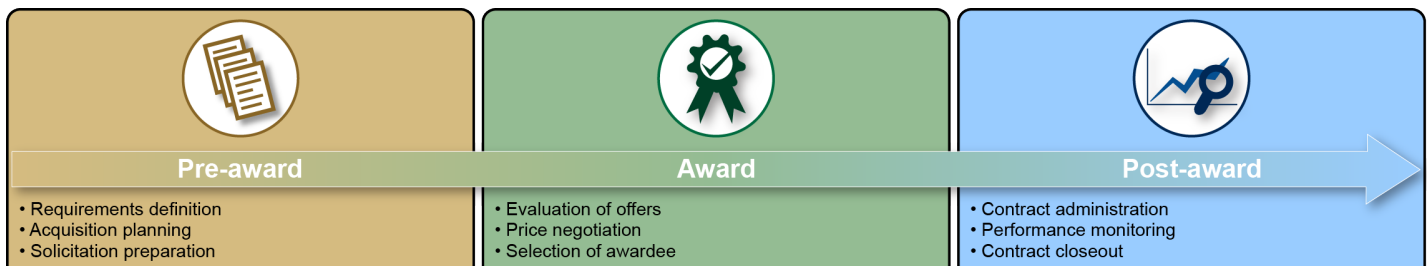 Pre-award
• Requirements definition
• Acquisition planning
• Solicitation preparation
Award
• Evaluation of offers
• Price negotiation
• Selection of awardee
Post-award
• Contract administration
• Performance monitoring
• Contract closeout